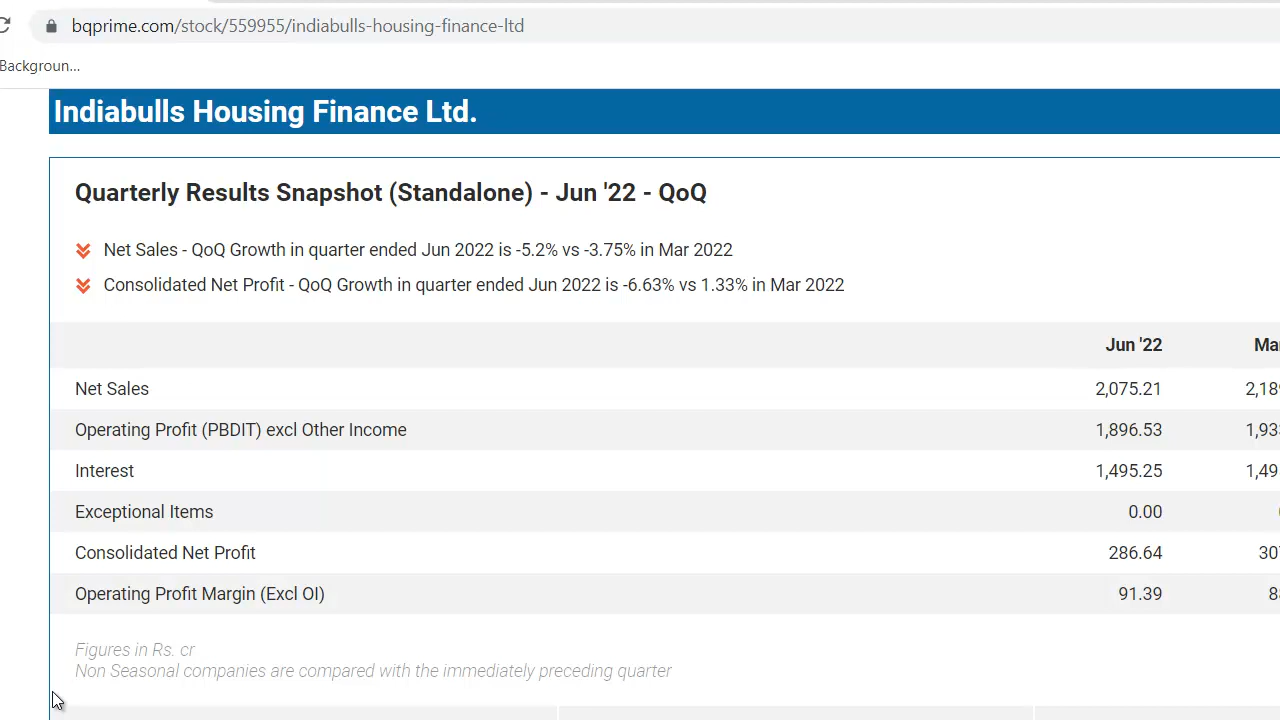 bqprime.com/stock/559955/indiabulls-housing-finance-ltd
Backgroun...
Indiabulls Housing Finance Ltd.
Quarterly Results Snapshot (Standalone) - Jun '22 - QoQ
Net Sales - QoQ Growth in quarter ended Jun 2022 is -5.2% vs -3.75% in Mar 2022
Consolidated Net Profit - QoQ Growth in quarter ended Jun 2022 is -6.63% vs 1.33% in Mar 2022
Jun '22
Net Sales 2,075.21
Operating Profit (PBDIT) excl Other Income 1,896.53
Interest 1,495.25
Exceptional Items 0.00
Consolidated Net Profit 286.64
Operating Profit Margin (Excl OI) 91.39
Figures in Rs. cr
Non Seasonal companies are compared with the immediately preceding quarter